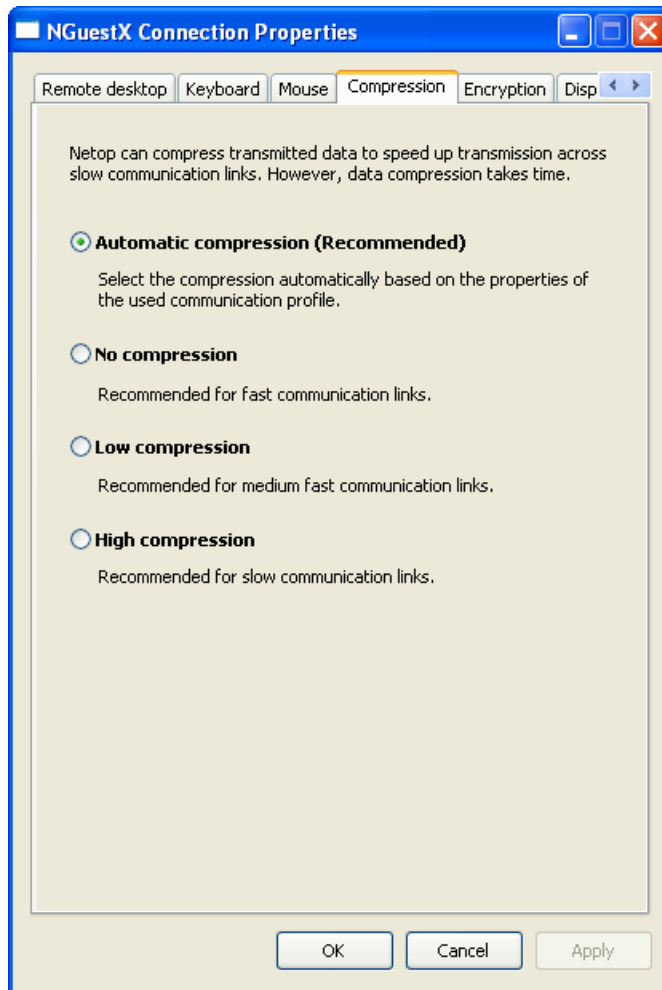 NGuestX Connection Properties
Remote desktop Keyboard Mouse Compression Encryption Disp
Netop can compress transmitted data to speed up transmission across
slow communication links. However, data compression takes time.
Automatic compression (Recommended)
Select the compression automatically based on the properties of
the used communication profile.
No compression
Recommended for fast communication links.
Low compression
Recommended for medium fast communication links.
High compression
Recommended for slow communication links.
OK Cancel Apply